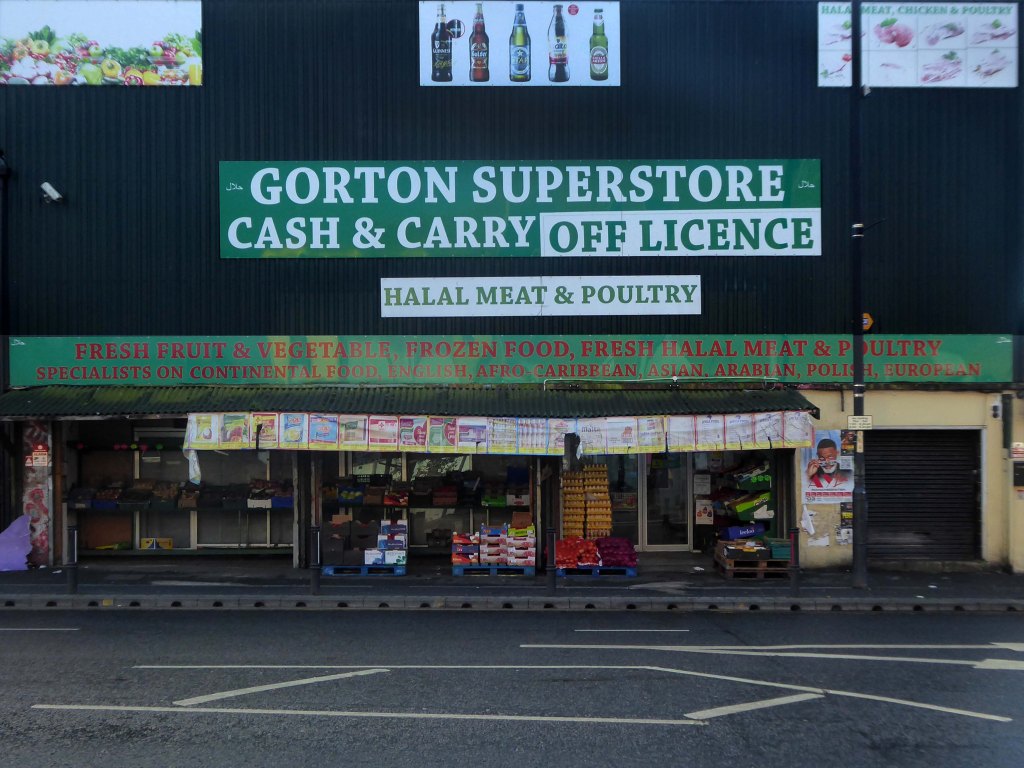 HALAL MEAT, CHICKEN & POULTRY
GUINNESS
حلال GORTON SUPERSTORE حلال
CASH & CARRY OFF LICENCE
HALAL MEAT & POULTRY
FRESH FRUIT & VEGETABLE, FROZEN FOOD, FRESH HALAL MEAT & POULTRY
SPECIALISTS ON CONTINENTAL FOOD, ENGLISH, AFRO-CARIBBEAN, ASIAN, ARABIAN, POLISH, EUROPEAN